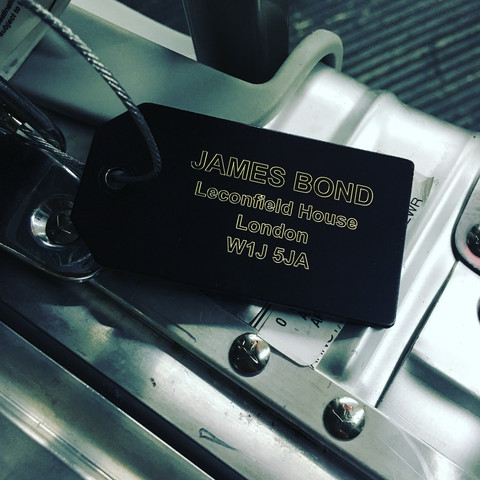 JAMES BOND
Leconfield House
London
W1J 5JA